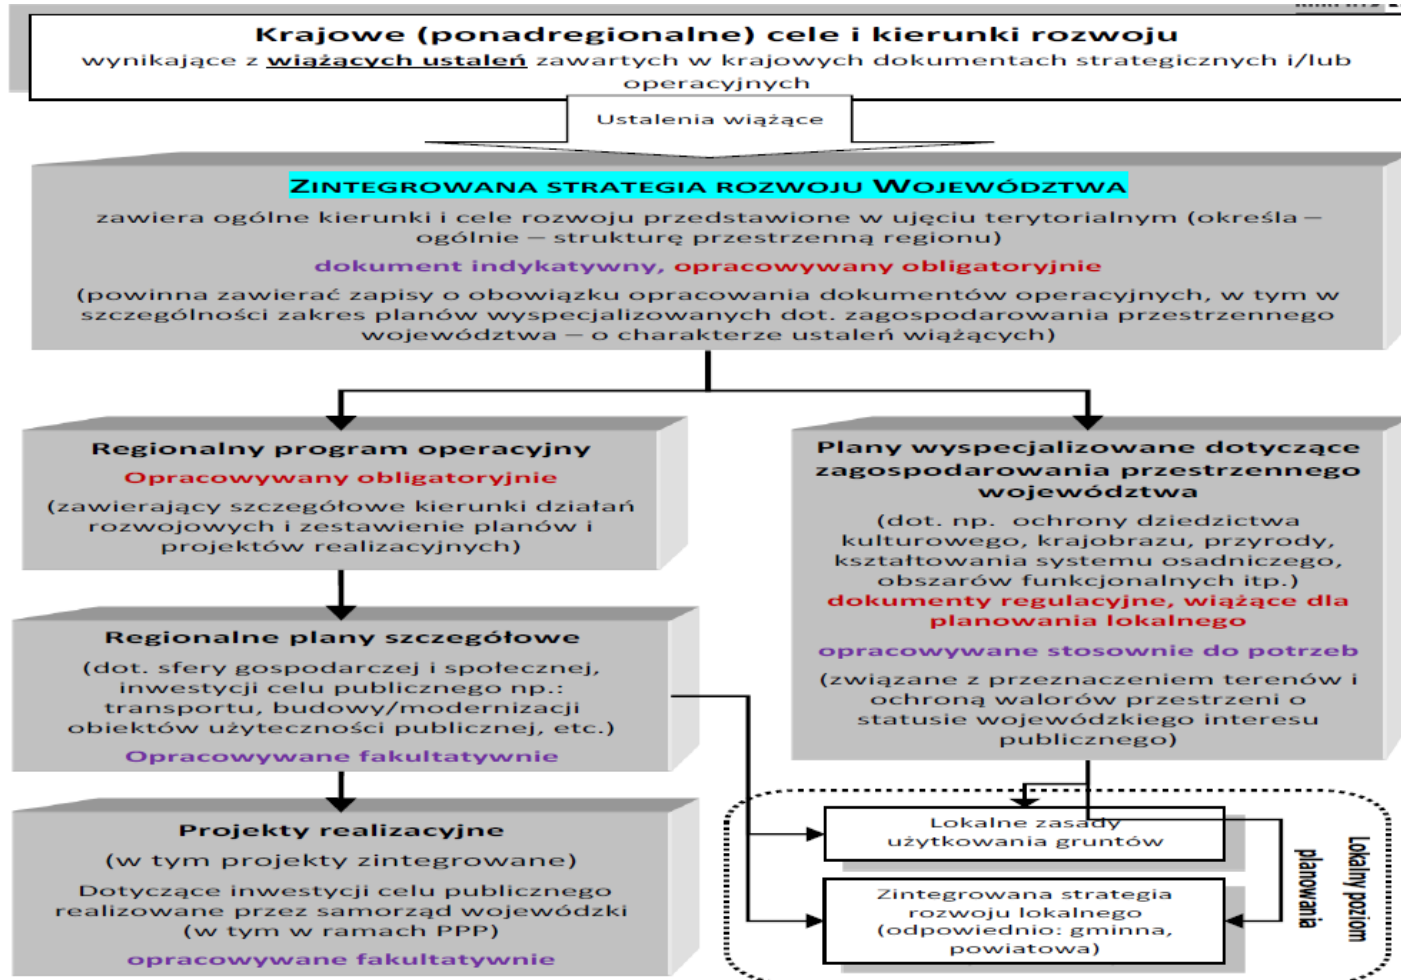 Krajowe (ponadregionalne) cele i kierunki rozwoju
wynikające z wiążących ustaleń zawartych w krajowych dokumentach strategicznych i/lub
operacyjnych
Ustalenia wiążące
ZINTEGROWANA STRATEGIA ROZWOJU WOJEWÓDZTWA
zawiera ogólne kierunki i cele rozwoju przedstawione w ujęciu terytorialnym (określa –
ogólnie – strukturę przestrzenną regionu)
dokument indykatywny, opracowywany obligatoryjnie
(powinna zawierać zapisy o obowiązku opracowania dokumentów operacyjnych, w tym w
szczególności zakres planów wyspecjalizowanych dot. zagospodarowania przestrzennego
województwa – o charakterze ustaleń wiążących)
Regionalny program operacyjny
Opracowywany obligatoryjnie
(zawierający szczegółowe kierunki działań
rozwojowych i zestawienie planów i
projektów realizacyjnych)
Regionalne plany szczegółowe
(dot. sfery gospodarczej i społecznej,
inwestycji celu publicznego np.:
transportu, budowy/modernizacji
obiektów użyteczności publicznej, etc.)
Opracowywane fakultatywnie
Projekty realizacyjne
(w tym projekty zintegrowane)
Dotyczące inwestycji celu publicznego
realizowane przez samorząd wojewódzki
(w tym w ramach PPP)
opracowywane fakultatywnie
Plany wyspecjalizowane dotyczące
zagospodarowania przestrzennego
województwa
(dot. np. ochrony dziedzictwa
kulturowego, krajobrazu, przyrody,
kształtowania systemu osadniczego,
obszarów funkcjonalnych itp.)
dokumenty regulacyjne, wiążące dla
planowania lokalnego
opracowywane stosownie do potrzeb
(związane z przeznaczeniem terenów i
ochroną walorów przestrzeni o
statusie wojewódzkiego interesu
publicznego)
Lokalne zasady
użytkowania gruntów
Zintegrowana strategia
rozwoju lokalnego
(odpowiednio: gminna,
powiatowa)
Lokalny poziom
planowania